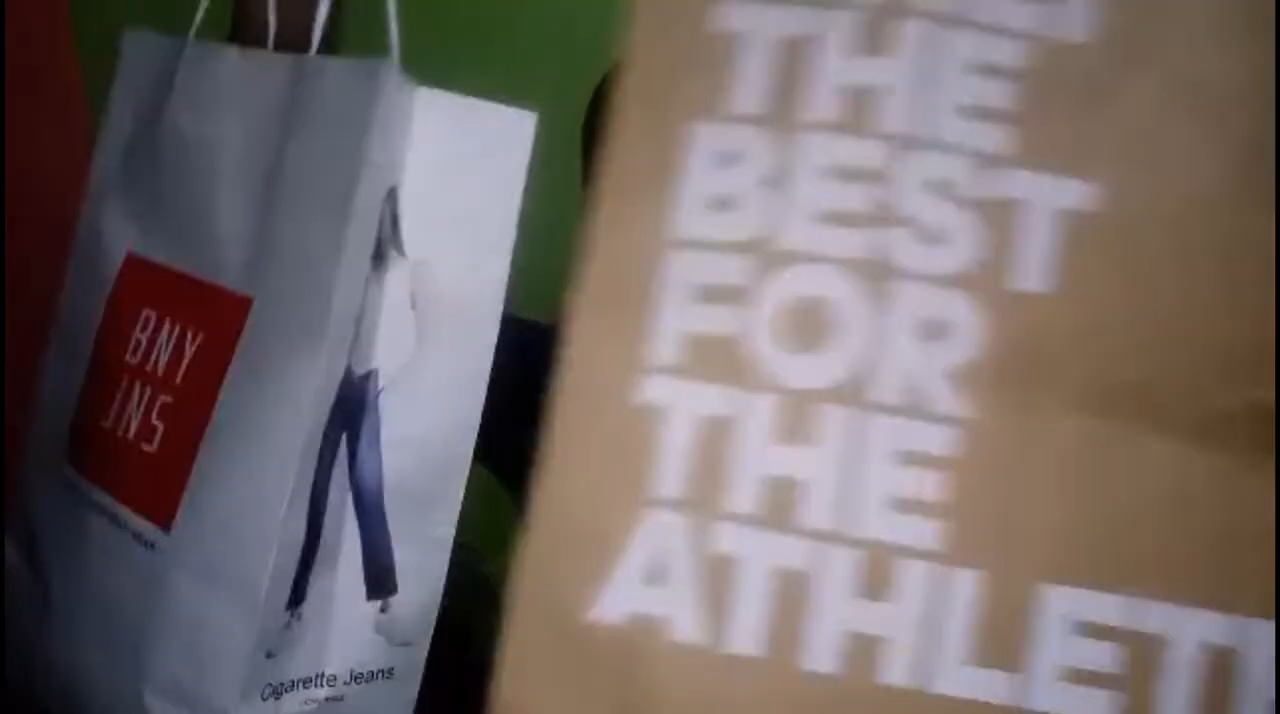 BNY
JNS
Cigarette Jeans
THE
BEST
FOR
THE
ATHLET